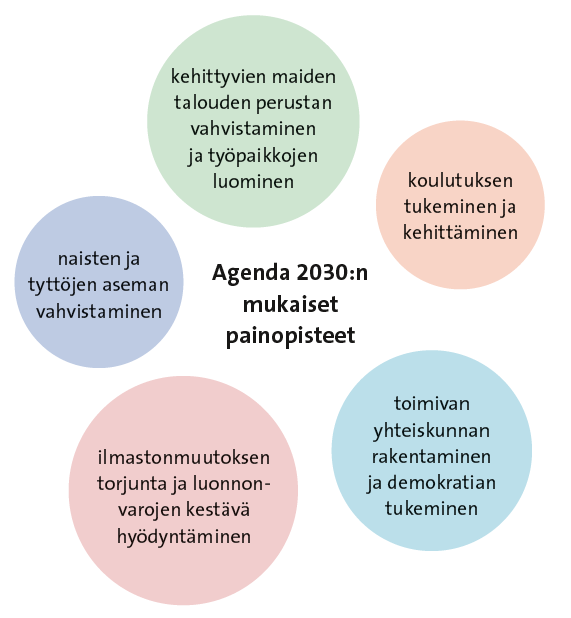 kehittyvien maiden
talouden perustan
vahvistaminen
ja työpaikkojen
luominen
koulutuksen
tukeminen ja
kehittäminen
naisten ja
tyttöjen aseman
vahvistaminen
Agenda 2030:n
mukaiset
painopisteet
toimivan
yhteiskunnan
rakentaminen
ja demokratian
tukeminen
ilmastonmuutoksen
torjunta ja luonnon-
varojen kestävä
hyödyntäminen